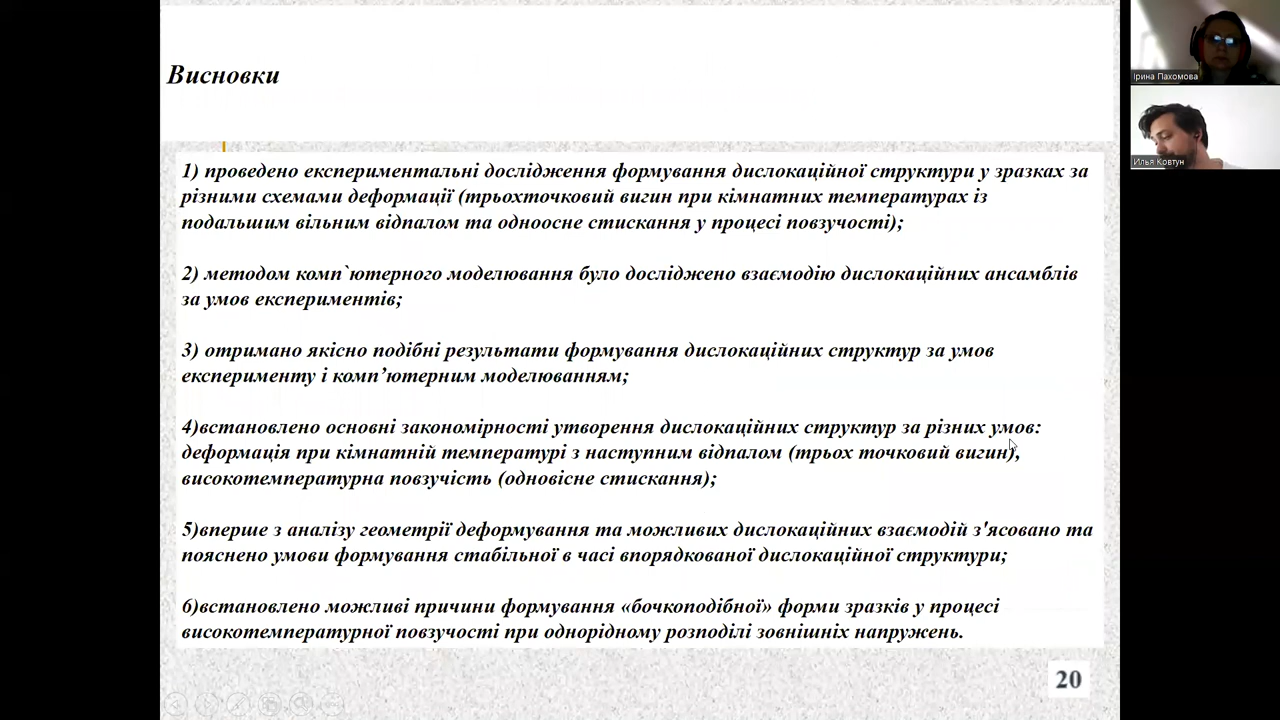 Висновки
1) проведено експериментальні дослідження формування дислокаційної структури у зразках за
різними схемами деформації (трьохточковий вигин при кімнатних температурах із
подальшим вільним відпалом та одноосне стискання у процесі повзучості);
2) методом комп`ютерного моделювання було досліджено взаємодію дислокаційних ансамблів
за умов експериментів;
3) отримано якісно подібні результати формування дислокаційних структур за умов
експерименту і комп’ютерним моделюванням;
4)встановлено основні закономірності утворення дислокаційних структур за різних умов:
деформація при кімнатній температурі з наступним відпалом (трьох точковий вигин),
високотемпературна повзучість (одновісне стискання);
5)вперше з аналізу геометрії деформування та можливих дислокаційних взаємодій з'ясовано та
пояснено умови формування стабільної в часі впорядкованої дислокаційної структури;
6)встановлено можливі причини формування «бочкоподібної» форми зразків у процесі
високотемпературної повзучості при однорідному розподілі зовнішніх напружень.
20
Ірина Пахомова
Илья Ковтун